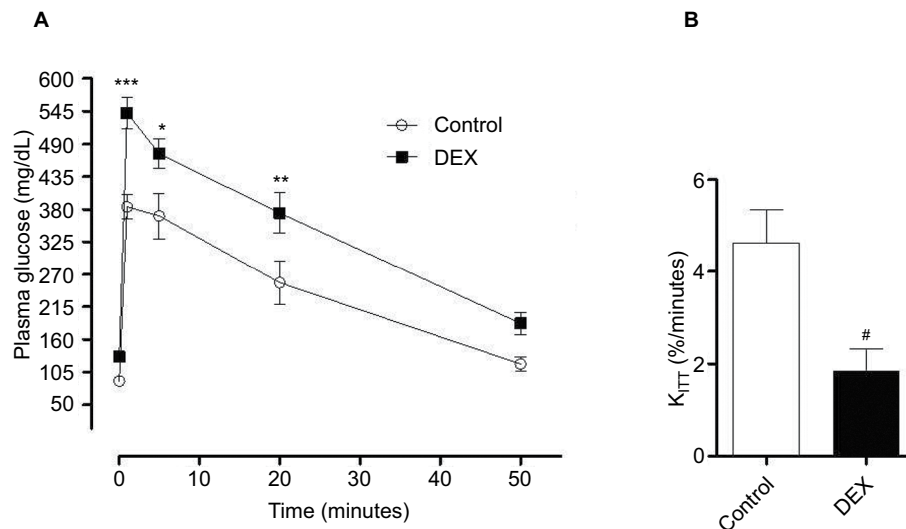 A
Plasma glucose (mg/dL)
600
545
490
435
380
325
270
215
160
105
50
***
*
**
Control
DEX
0
10
20
30
40
50
Time (minutes)
B
K_ITT (%/minutes)
6
4
2
0
#
Control
DEX